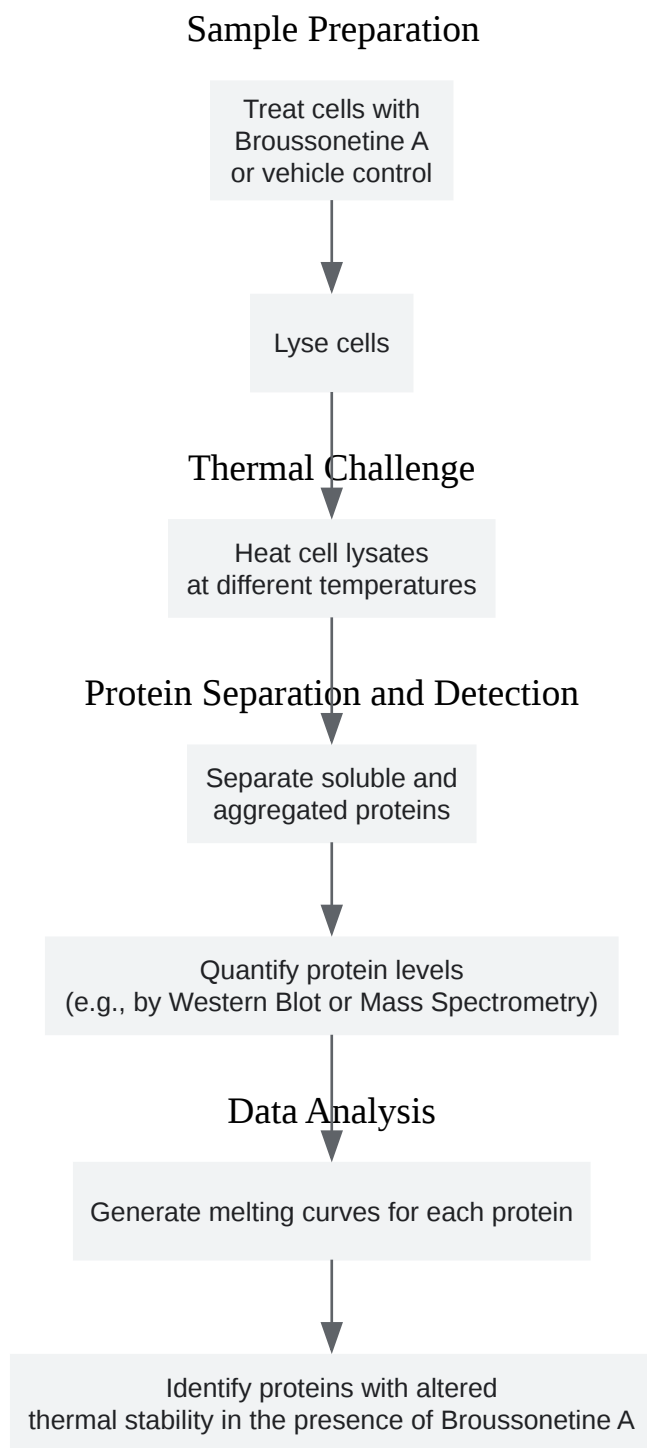 Sample Preparation
Treat cells with
Broussonetine A
or vehicle control
Lyse cells
Thermal Challenge
Heat cell lysates
at different temperatures
Protein Separation and Detection
Separate soluble and
aggregated proteins
Quantify protein levels
(e.g., by Western Blot or Mass Spectrometry)
Data Analysis
Generate melting curves for each protein
Identify proteins with altered
thermal stability in the presence of Broussonetine A